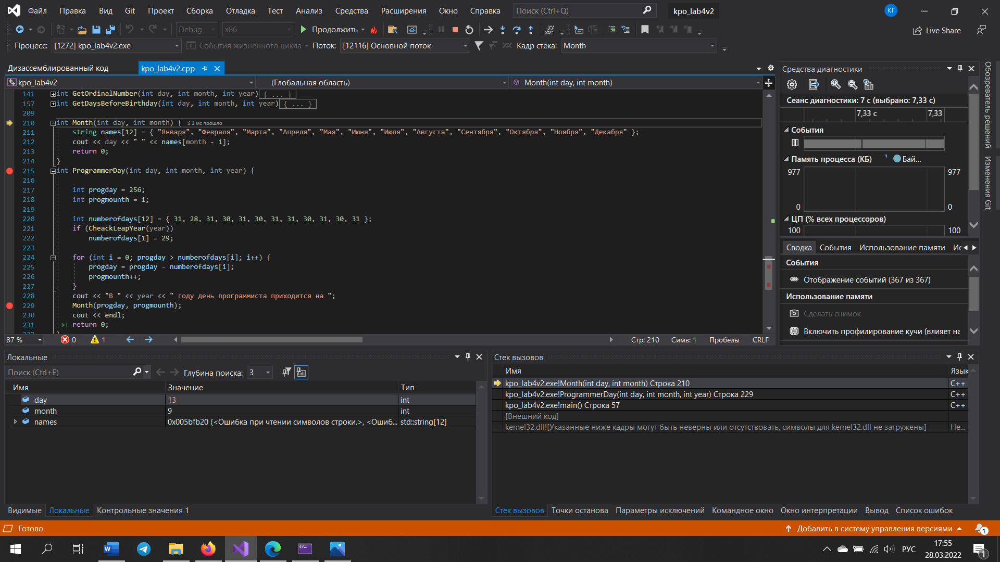 Файл Правка Вид Git Проект Сборка Отладка Тест Анализ Средства Расширения Окно Справка Поиск (Ctrl+Q) kpo_lab4v2 КГ
Debug x86 Продолжить Live Share
Процесс: [1272] kpo_lab4v2.exe События жизненного цикла Поток: [12116] Основной поток Кадр стека: Month
Дизассемблированный код kpo_lab4v2.cpp
kpo_lab4v2 (Глобальная область) Month(int day, int month)
141 int GetOrdinalNumber(int day, int month, int year) { ... }
157 int GetDaysBeforeBirthday(int day, int month, int year) { ... }
209
210 int Month(int day, int month) { ≤ 1 мс прошло
211 string names[12] = { "Января", "Февраля", "Марта", "Апреля", "Мая", "Июня", "Июля", "Августа", "Сентября", "Октября", "Ноября", "Декабря" };
212 cout << day << " " << names[month - 1];
213 return 0;
214 }
215 int ProgrammerDay(int day, int month, int year) {
216
217 int progday = 256;
218 int progmounth = 1;
219
220 int numberofdays[12] = { 31, 28, 31, 30, 31, 30, 31, 31, 30, 31, 30, 31 };
221 if (CheackLeapYear(year))
222 numberofdays[1] = 29;
223
224 for (int i = 0; progday > numberofdays[i]; i++) {
225 progday = progday - numberofdays[i];
226 progmounth++;
227 }
228 cout << "В " << year << " году день программиста приходится на ";
229 Month(progday, progmounth);
230 cout << endl;
231 return 0;
232 }
87 % 0 1 Стр: 210 Симв: 1 Пробелы CRLF
Средства диагностики
Сеанс диагностики: 7 с (выбрано: 7,33 с)
7,33 с 7,33
События
Память процесса (КБ) Бай...
977 977
0 0
ЦП (% всех процессоров)
100 100
Сводка События Использование памяти Ис
События
Отображение событий (367 из 367)
Использование памяти
Сделать снимок
Включить профилирование кучи (влияет на
Обозреватель решений
Изменения Git
Локальные
Поиск (Ctrl+E) Глубина поиска: 3
Имя Значение Тип
day 13 int
month 9 int
names 0x005bfb20 {<Ошибка при чтении символов строки.>, <Ошиб... std::string[12]
Видимые Локальные Контрольные значения 1
Стек вызовов
Имя Язык
kpo_lab4v2.exe!Month(int day, int month) Строка 210 C++
kpo_lab4v2.exe!ProgrammerDay(int day, int month, int year) Строка 229 C++
kpo_lab4v2.exe!main() Строка 57 C++
[Внешний код]
kernel32.dll![Указанные ниже кадры могут быть неверны или отсутствовать, символы для kernel32.dll не загружены] Не...
Стек вызовов Точки останова Параметры исключений Командное окно Окно интерпретации Вывод Список ошибок
Готово Добавить в систему управления версиями 1
РУС 17:55
28.03.2022 1